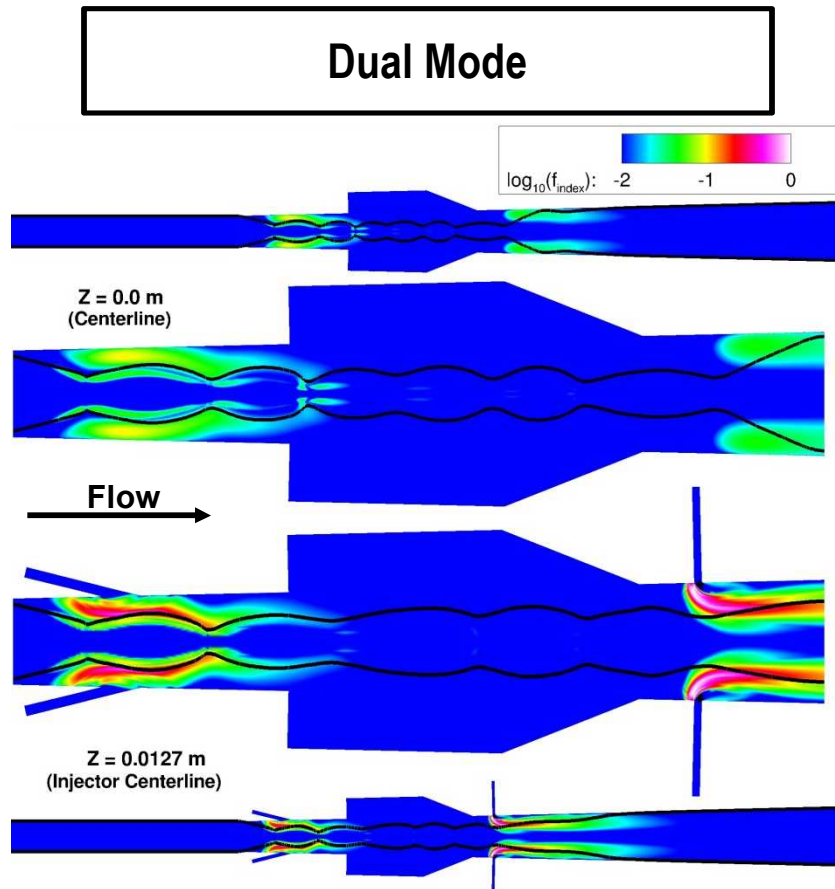 Dual Mode
log10(findex): -2 -1 0
Z = 0.0 m
(Centerline)
Flow
Z = 0.0127 m
(Injector Centerline)